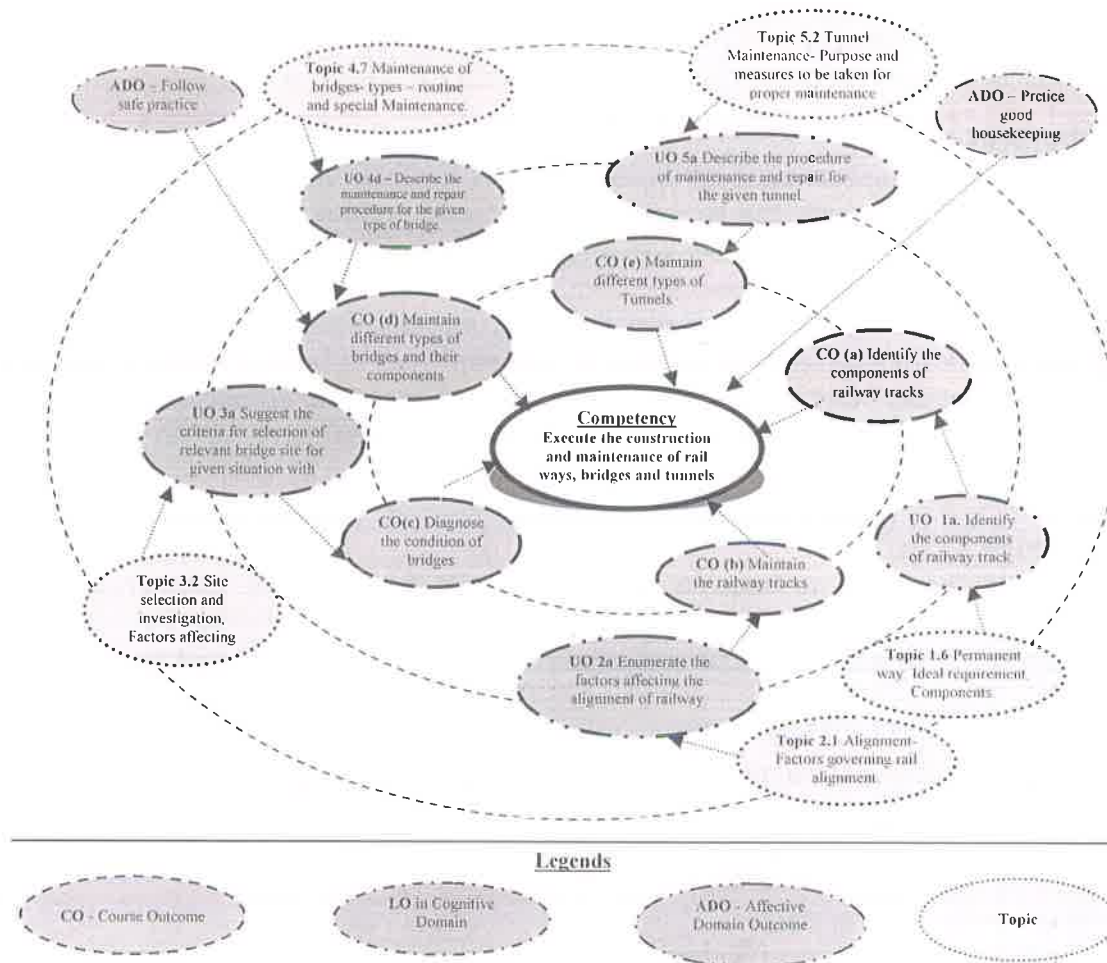 Topic 5.2 Tunnel
Maintenance- Purpose and
measures to be taken for
proper maintenance
Topic 4.7 Maintenance of
bridges- types – routine
and special Maintenance.
ADO – Follow
safe practice
ADO – Prctice
good
housekeeping
UO 5a Describe the procedure
of maintenance and repair for
the given tunnel.
UO 4d – Describe the
maintenance and repair
procedure for the given
type of bridge.
CO (e) Maintain
different types of
Tunnels.
CO (d) Maintain
different types of
bridges and their
components
CO (a) Identify the
components of
railway tracks
UO 3a Suggest the
criteria for selection of
relevant bridge site for
given situation with
Competency
Execute the construction
and maintenance of rail
ways, bridges and tunnels
CO(c) Diagnose
the condition of
bridges
UO 1a. Identify
the components
of railway track.
CO (b) Maintain
the railway tracks
Topic 3.2 Site
selection and
investigation,
Factors affecting
UO 2a Enumerate the
factors affecting the
alignment of railway
Topic 1.6 Permanent
way. Ideal requirement,
Components.
Topic 2.1 Alignment-
Factors governing rail
alignment.
Legends
CO - Course Outcome
LO in Cognitive
Domain
ADO - Affective
Domain Outcome
Topic